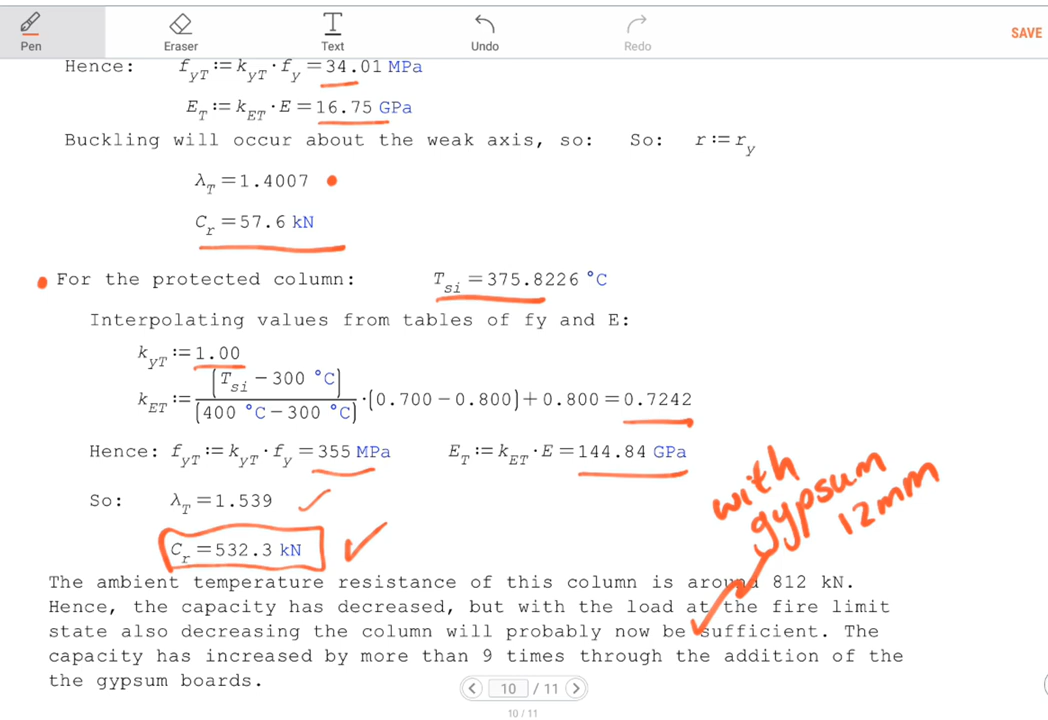 Pen
Eraser
Text
Undo
Redo
SAVE
Hence: f_yT := k_yT · f_y = 34.01 MPa
E_T := k_ET · E = 16.75 GPa
Buckling will occur about the weak axis, so: So: r := r_y
λ_T = 1.4007
C_r = 57.6 kN
For the protected column: T_si = 375.8226 °C
Interpolating values from tables of fy and E:
k_yT := 1.00
k_ET := (T_si − 300 °C)/(400 °C − 300 °C) · (0.700 − 0.800) + 0.800 = 0.7242
Hence: f_yT := k_yT · f_y = 355 MPa E_T := k_ET · E = 144.84 GPa
So: λ_T = 1.539
C_r = 532.3 kN
with
gypsum
12mm
The ambient temperature resistance of this column is around 812 kN.
Hence, the capacity has decreased, but with the load at the fire limit
state also decreasing the column will probably now be sufficient. The
capacity has increased by more than 9 times through the addition of the
the gypsum boards.
10 / 11
10 / 11